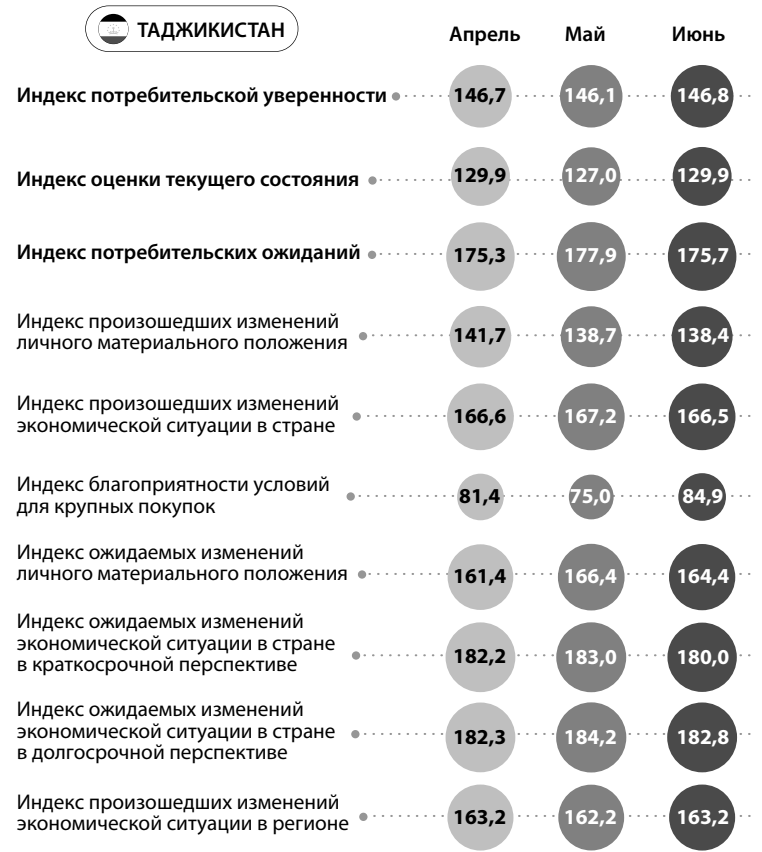 ТАДЖИКИСТАН
Апрель Май Июнь
Индекс потребительской уверенности 146,7 146,1 146,8
Индекс оценки текущего состояния 129,9 127,0 129,9
Индекс потребительских ожиданий 175,3 177,9 175,7
Индекс произошедших изменений
личного материального положения 141,7 138,7 138,4
Индекс произошедших изменений
экономической ситуации в стране 166,6 167,2 166,5
Индекс благоприятности условий
для крупных покупок 81,4 75,0 84,9
Индекс ожидаемых изменений
личного материального положения 161,4 166,4 164,4
Индекс ожидаемых изменений
экономической ситуации в стране
в краткосрочной перспективе 182,2 183,0 180,0
Индекс ожидаемых изменений
экономической ситуации в стране
в долгосрочной перспективе 182,3 184,2 182,8
Индекс произошедших изменений
экономической ситуации в регионе 163,2 162,2 163,2